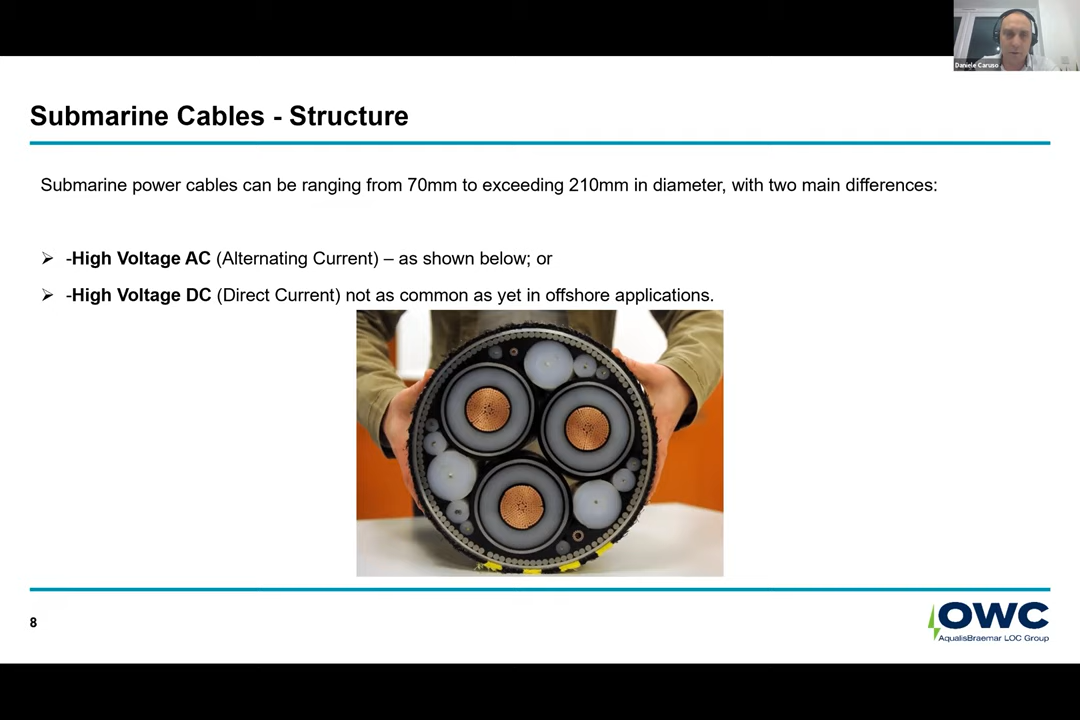 Daniele Caruso
Submarine Cables - Structure
Submarine power cables can be ranging from 70mm to exceeding 210mm in diameter, with two main differences:
➢ -High Voltage AC (Alternating Current) – as shown below; or
➢ -High Voltage DC (Direct Current) not as common as yet in offshore applications.
8
OWC
AqualisBraemar LOC Group